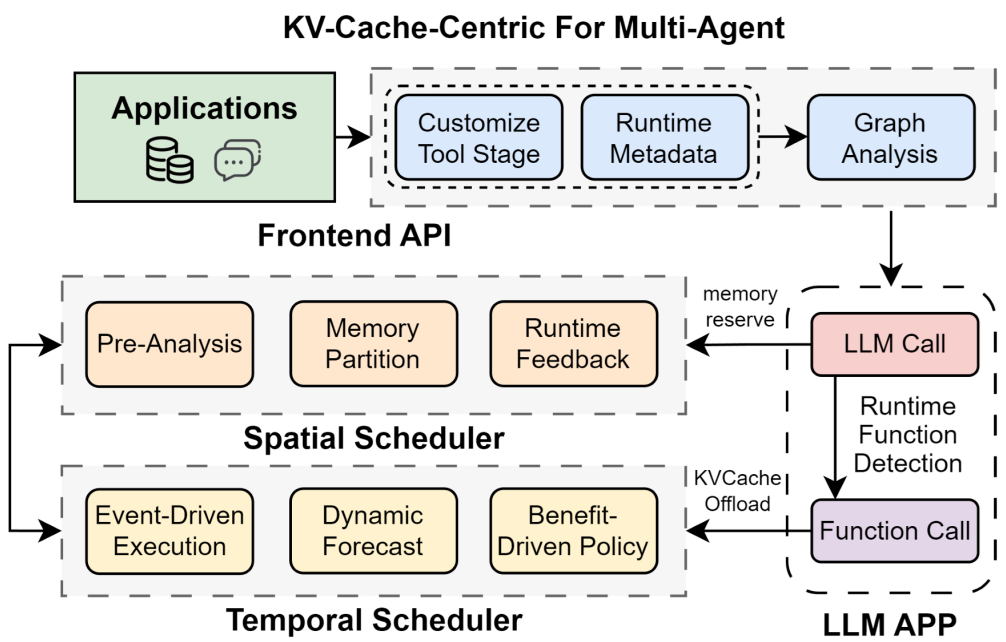 KV-Cache-Centric For Multi-Agent
Applications
Customize
Tool Stage
Runtime
Metadata
Graph
Analysis
Frontend API
memory
reserve
Pre-Analysis
Memory
Partition
Runtime
Feedback
LLM Call
Spatial Scheduler
Runtime
Function
Detection
KVCache
Offload
Event-Driven
Execution
Dynamic
Forecast
Benefit-
Driven Policy
Function Call
Temporal Scheduler
LLM APP